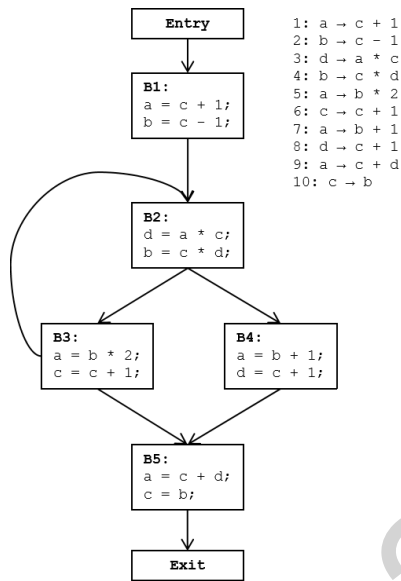 Entry
B1:
a = c + 1;
b = c - 1;
B2:
d = a * c;
b = c * d;
B3:
a = b * 2;
c = c + 1;
B4:
a = b + 1;
d = c + 1;
B5:
a = c + d;
c = b;
Exit
1: a → c + 1
2: b → c - 1
3: d → a * c
4: b → c * d
5: a → b * 2
6: c → c + 1
7: a → b + 1
8: d → c + 1
9: a → c + d
10: c → b